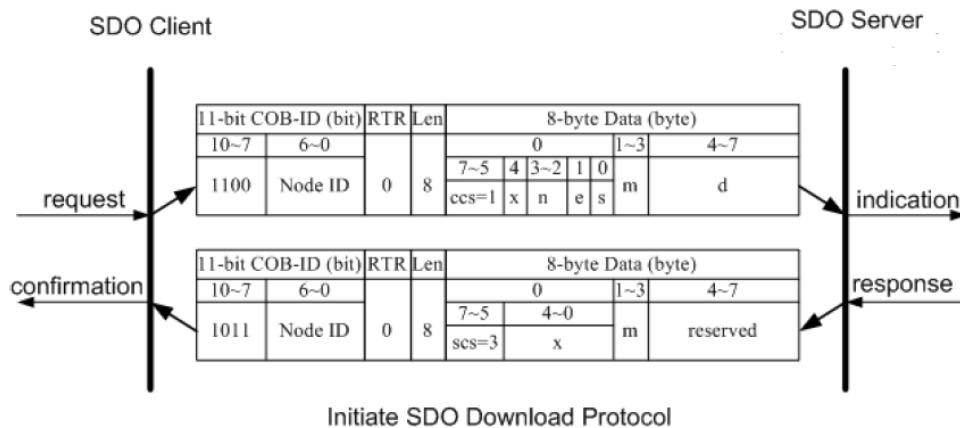 SDO Client
SDO Server
11-bit COB-ID (bit) RTR Len 8-byte Data (byte)
10~7 6~0 0 1~3 4~7
7~5 4 3~2 1 0
1100 Node ID 0 8 m d
ccs=1 x n e s
request
indication
11-bit COB-ID (bit) RTR Len 8-byte Data (byte)
10~7 6~0 0 1~3 4~7
confirmation
response
7~5 4~0
1011 Node ID 0 8 m reserved
scs=3 x
Initiate SDO Download Protocol